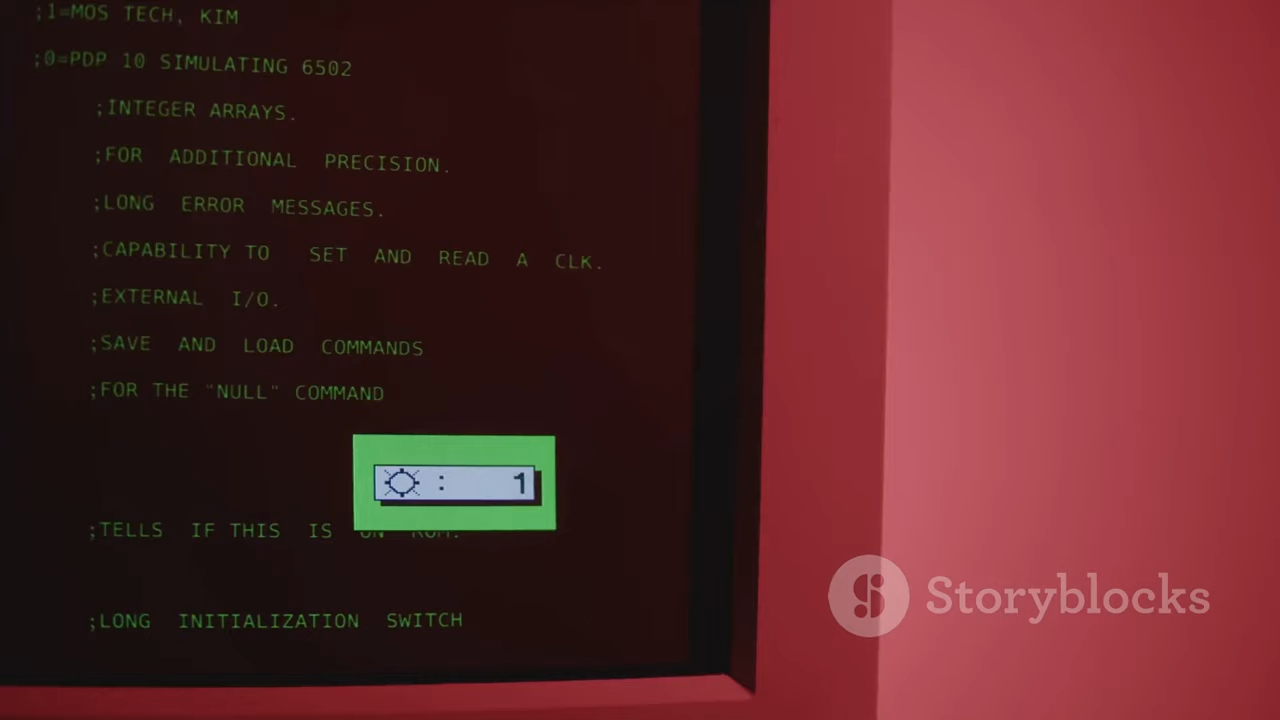 ;1=MOS TECH, KIM
;0=PDP 10 SIMULATING 6502
;INTEGER ARRAYS.
;FOR ADDITIONAL PRECISION.
;LONG ERROR MESSAGES.
;CAPABILITY TO SET AND READ A CLK.
;EXTERNAL I/O.
;SAVE AND LOAD COMMANDS
;FOR THE "NULL" COMMAND
: 1
;TELLS IF THIS IS ON ROM.
;LONG INITIALIZATION SWITCH
Storyblocks